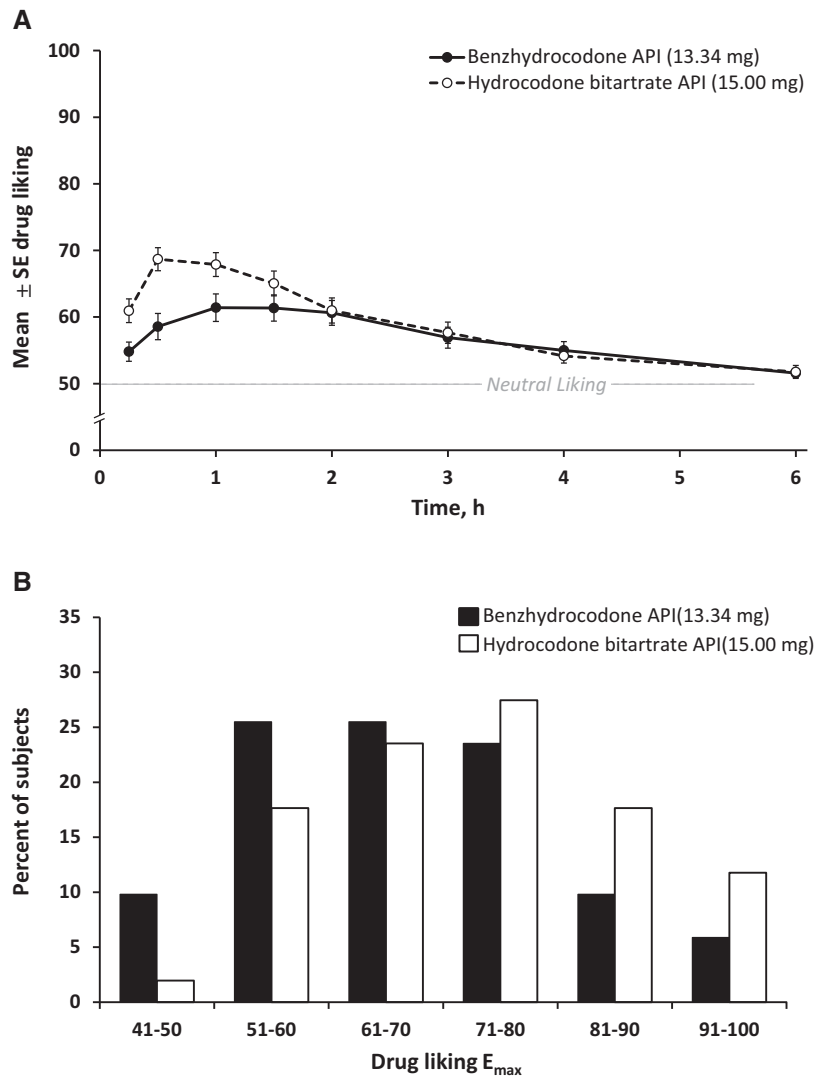 A
Benzhydrocodone API (13.34 mg)
Hydrocodone bitartrate API (15.00 mg)
Mean ± SE drug liking
100
90
80
70
60
50
0
Neutral Liking
0 1 2 3 4 5 6
Time, h
B
Benzhydrocodone API(13.34 mg)
Hydrocodone bitartrate API(15.00 mg)
Percent of subjects
35
30
25
20
15
10
5
0
41-50 51-60 61-70 71-80 81-90 91-100
Drug liking Emax